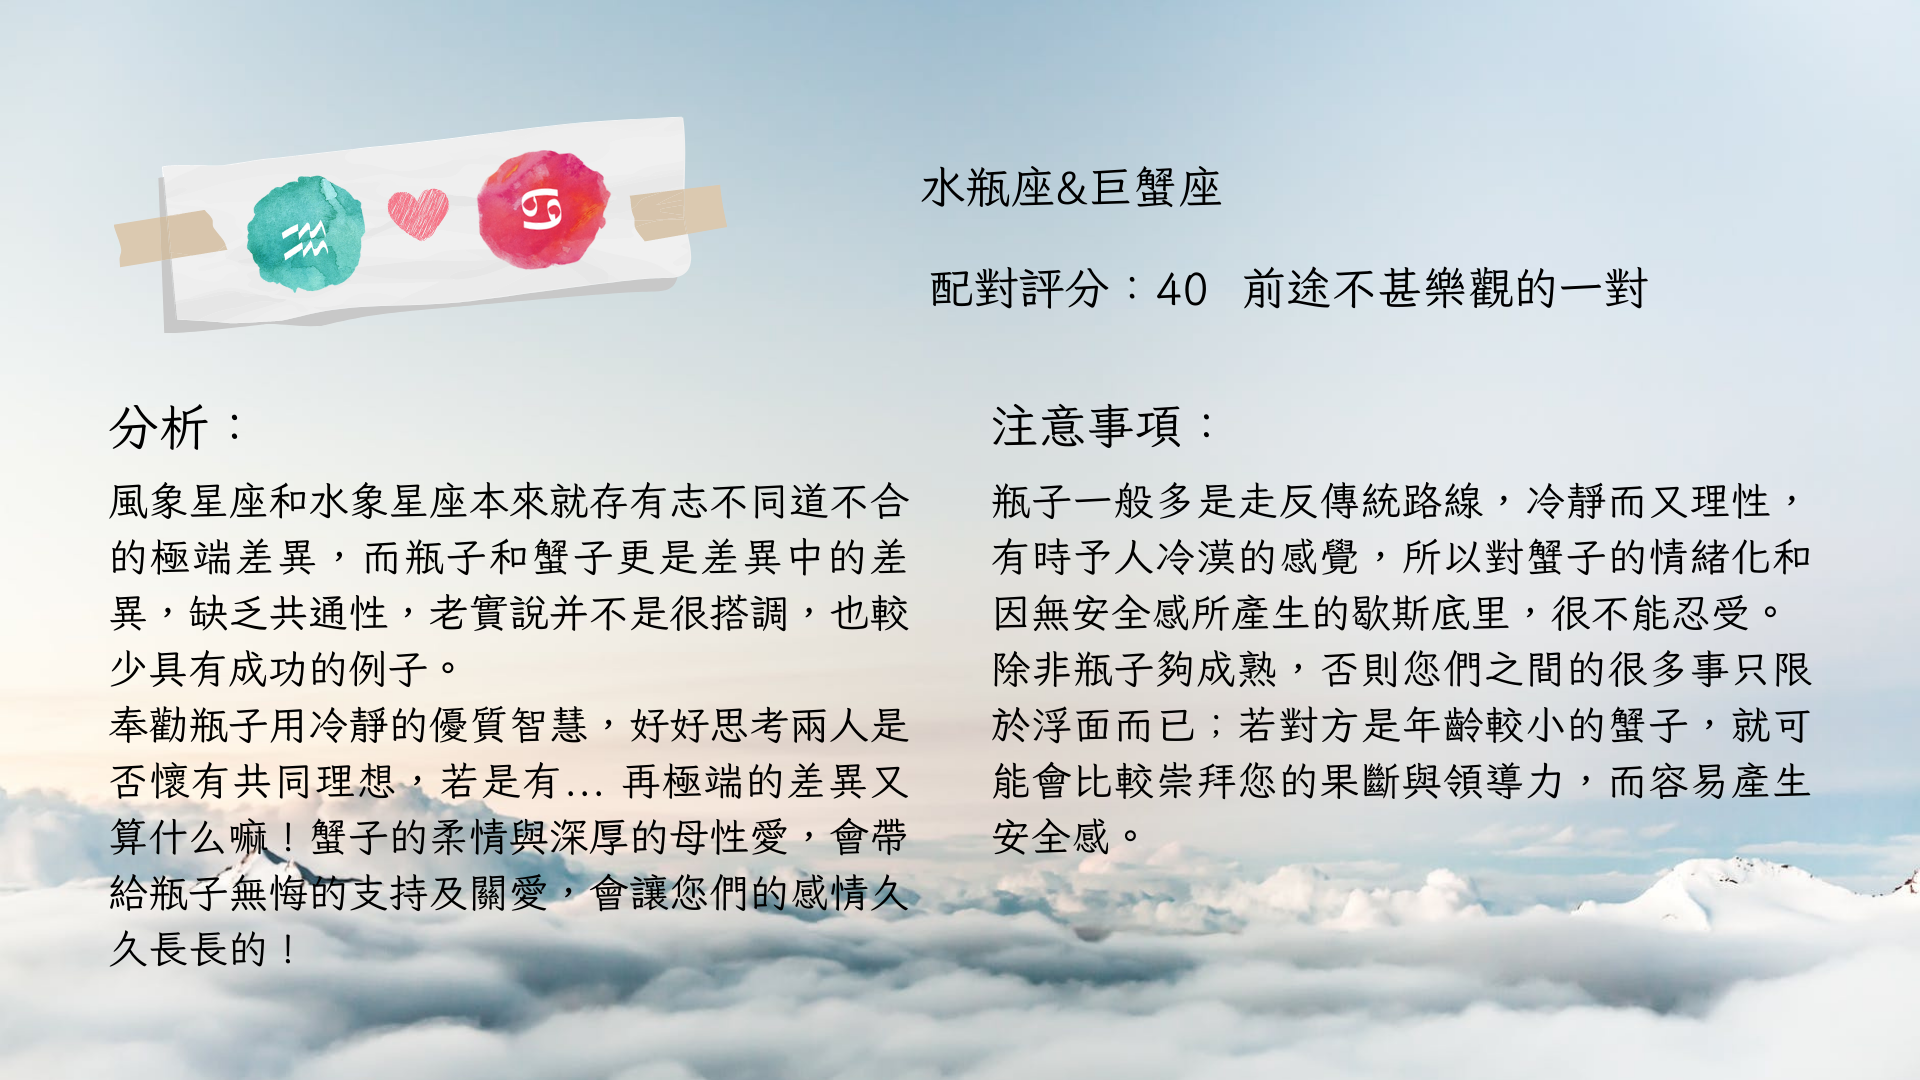 水瓶座&巨蟹座
配對評分：40 前途不甚樂觀的一對
分析：
風象星座和水象星座本來就存有志不同道不合
的極端差異，而瓶子和蟹子更是差異中的差
異，缺乏共通性，老實說并不是很搭調，也較
少具有成功的例子。
奉勸瓶子用冷靜的優質智慧，好好思考兩人是
否懷有共同理想，若是有... 再極端的差異又
算什么嘛！蟹子的柔情與深厚的母性愛，會帶
給瓶子無悔的支持及關愛，會讓您們的感情久
久長長的！
注意事項：
瓶子一般多是走反傳統路線，冷靜而又理性，
有時予人冷漠的感覺，所以對蟹子的情緒化和
因無安全感所產生的歇斯底里，很不能忍受。
除非瓶子夠成熟，否則您們之間的很多事只限
於浮面而已；若對方是年齡較小的蟹子，就可
能會比較崇拜您的果斷與領導力，而容易產生
安全感。